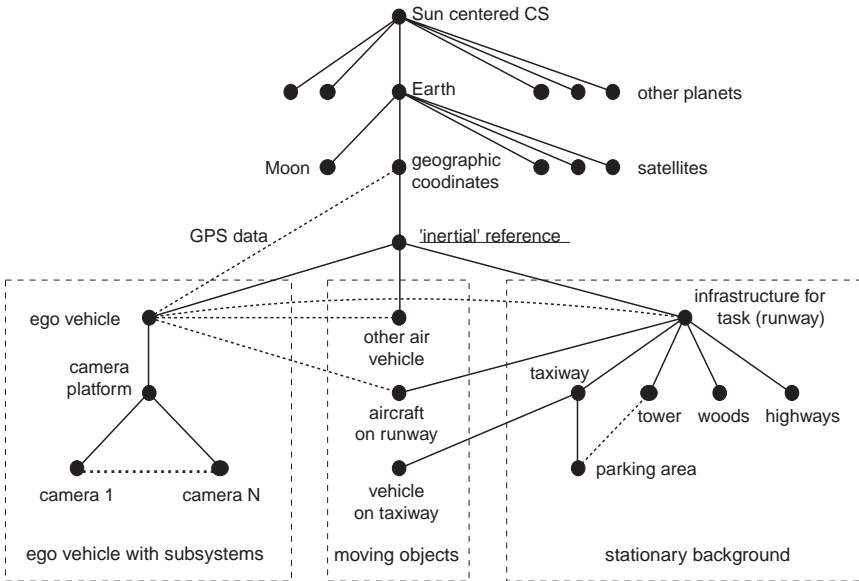 Sun centered CS
other planets
Earth
Moon
geographic
coodinates
satellites
GPS data
'inertial' reference
ego vehicle
other air
vehicle
infrastructure for
task (runway)
camera
platform
aircraft
on runway
taxiway
tower
woods
highways
camera 1
camera N
vehicle
on taxiway
parking area
ego vehicle with subsystems
moving objects
stationary background